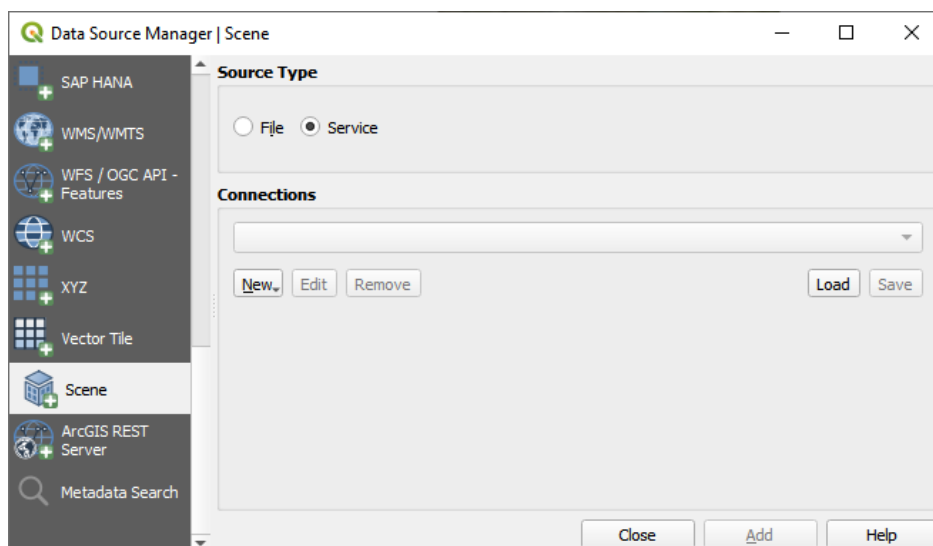 Data Source Manager | Scene
SAP HANA
WMS/WMTS
WFS / OGC API -
Features
WCS
XYZ
Vector Tile
Scene
ArcGIS REST
Server
Metadata Search
Source Type
File
Service
Connections
New
Edit
Remove
Load
Save
Close
Add
Help